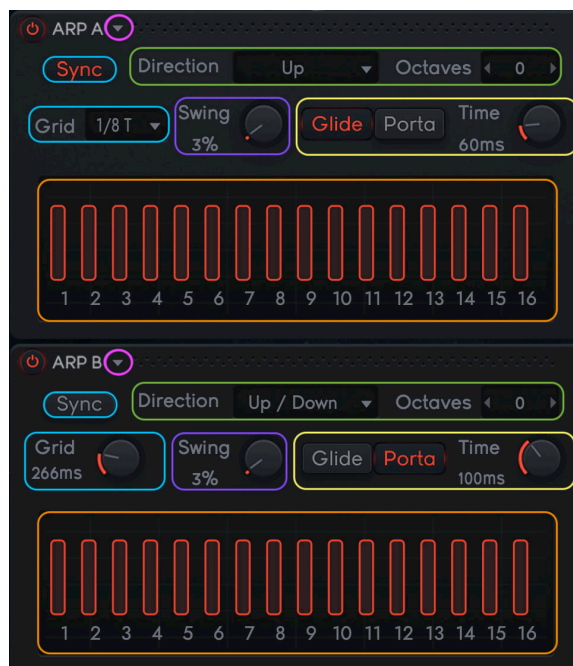 ARP A
Sync Direction Up Octaves 0
Grid 1/8 T Swing 3% Glide Porta Time 60ms
1 2 3 4 5 6 7 8 9 10 11 12 13 14 15 16
ARP B
Sync Direction Up / Down Octaves 0
Grid 266ms Swing 3% Glide Porta Time 100ms
1 2 3 4 5 6 7 8 9 10 11 12 13 14 15 16